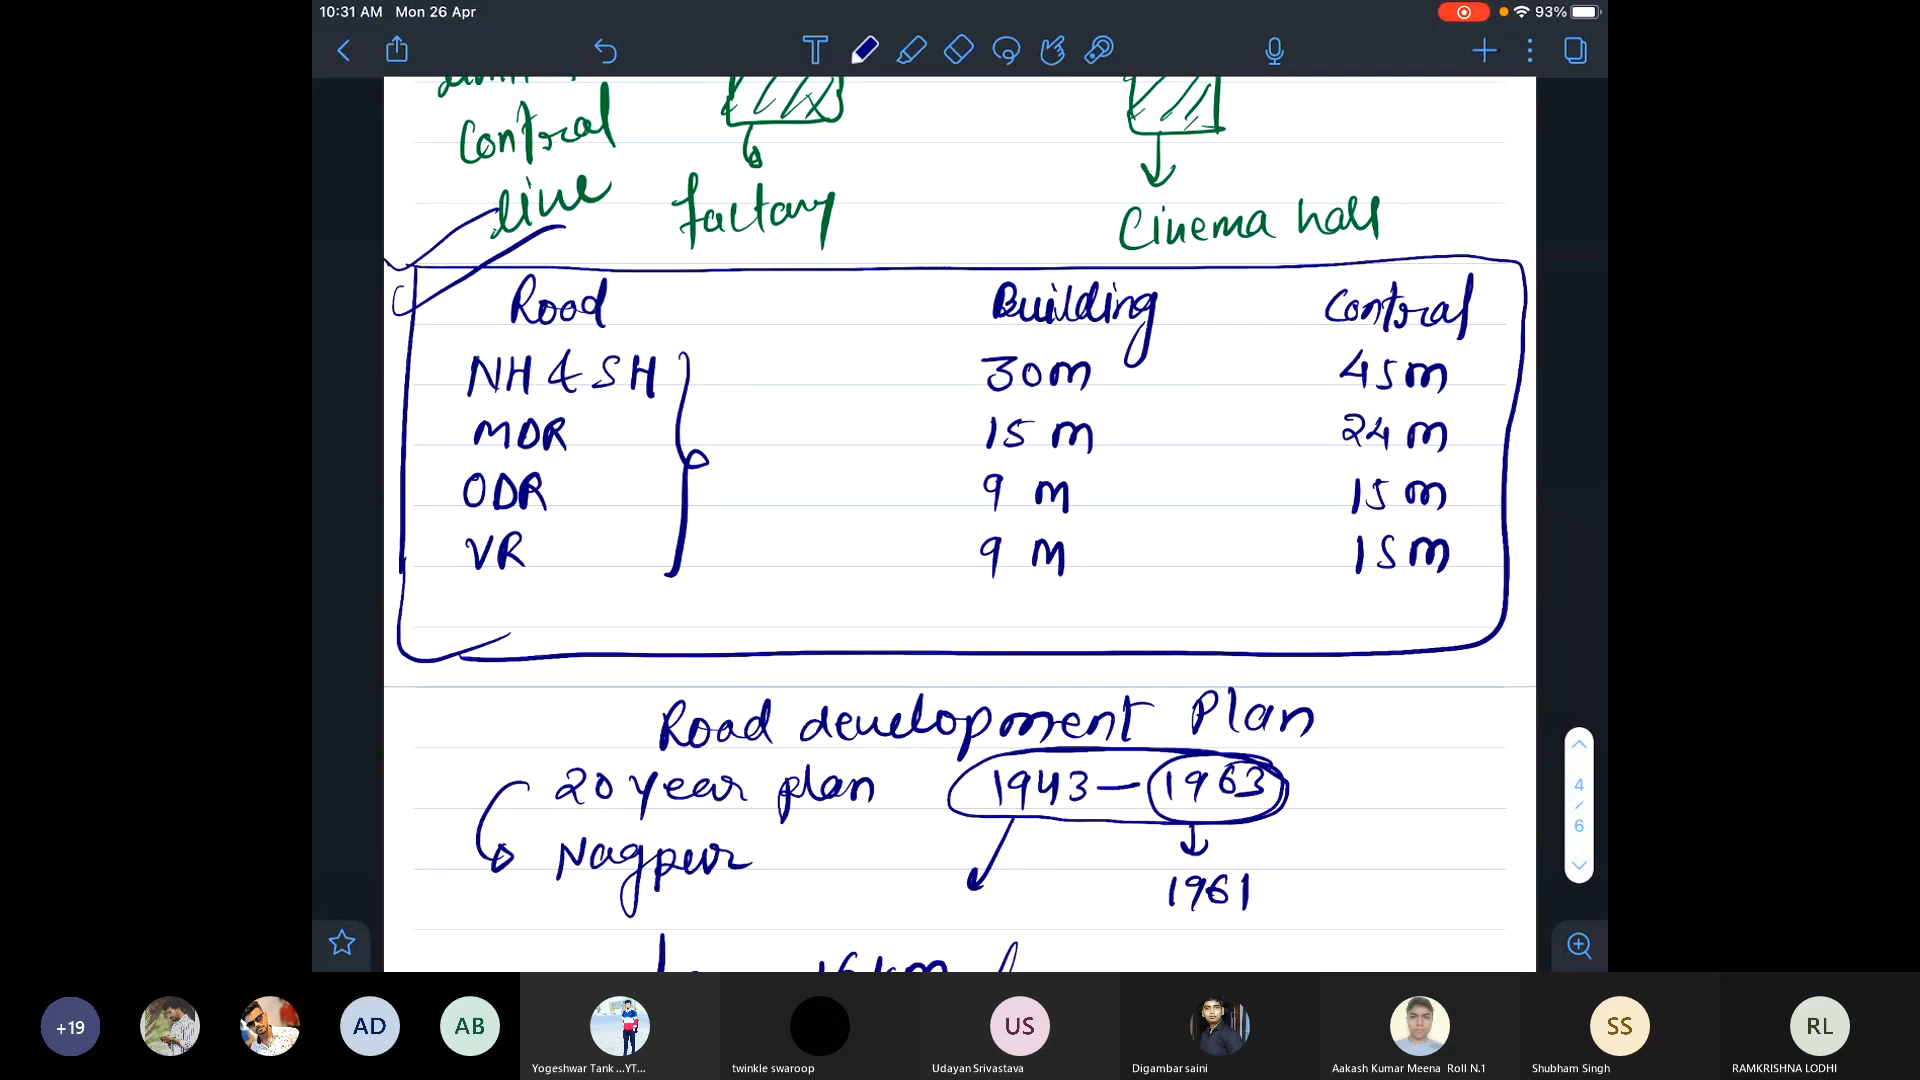 10:31 AM Mon 26 Apr
93%
Control
line
factory
Cinema hall
Road Building Control
NH & SH 30m 45m
MDR 15 m 24 m
ODR 9 m 15 m
VR 9 m 15m
Road development Plan
20 year plan 1943 – 1963
Nagpur
1961
16 km
4
/
6
+19
AD
AB
US
SS
RL
Yogeshwar Tank ...YT...
twinkle swaroop
Udayan Srivastava
Digambar saini
Aakash Kumar Meena Roll N.1
Shubham Singh
RAMKRISHNA LODHI